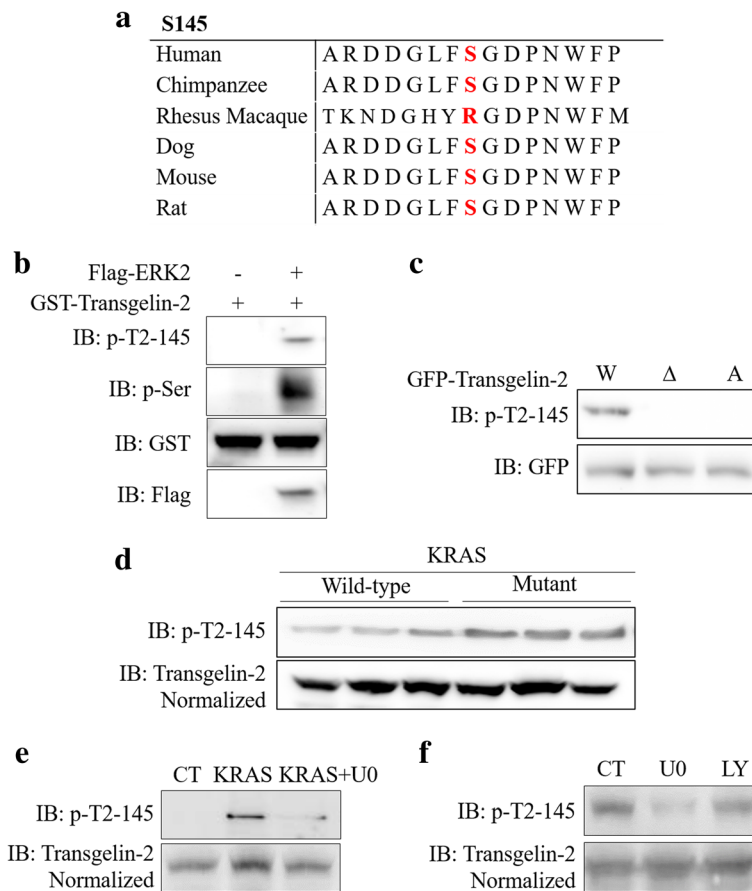 a
S145
Human A R D D G L F S G D P N W F P
Chimpanzee A R D D G L F S G D P N W F P
Rhesus Macaque T K N D G H Y R G D P N W F M
Dog A R D D G L F S G D P N W F P
Mouse A R D D G L F S G D P N W F P
Rat A R D D G L F S G D P N W F P
b
Flag-ERK2 - +
GST-Transgelin-2 + +
IB: p-T2-145
IB: p-Ser
IB: GST
IB: Flag
c
GFP-Transgelin-2 W Δ A
IB: p-T2-145
IB: GFP
d
KRAS
Wild-type Mutant
IB: p-T2-145
IB: Transgelin-2
Normalized
e
CT KRAS KRAS+U0
IB: p-T2-145
IB: Transgelin-2
Normalized
f
CT U0 LY
IB: p-T2-145
IB: Transgelin-2
Normalized